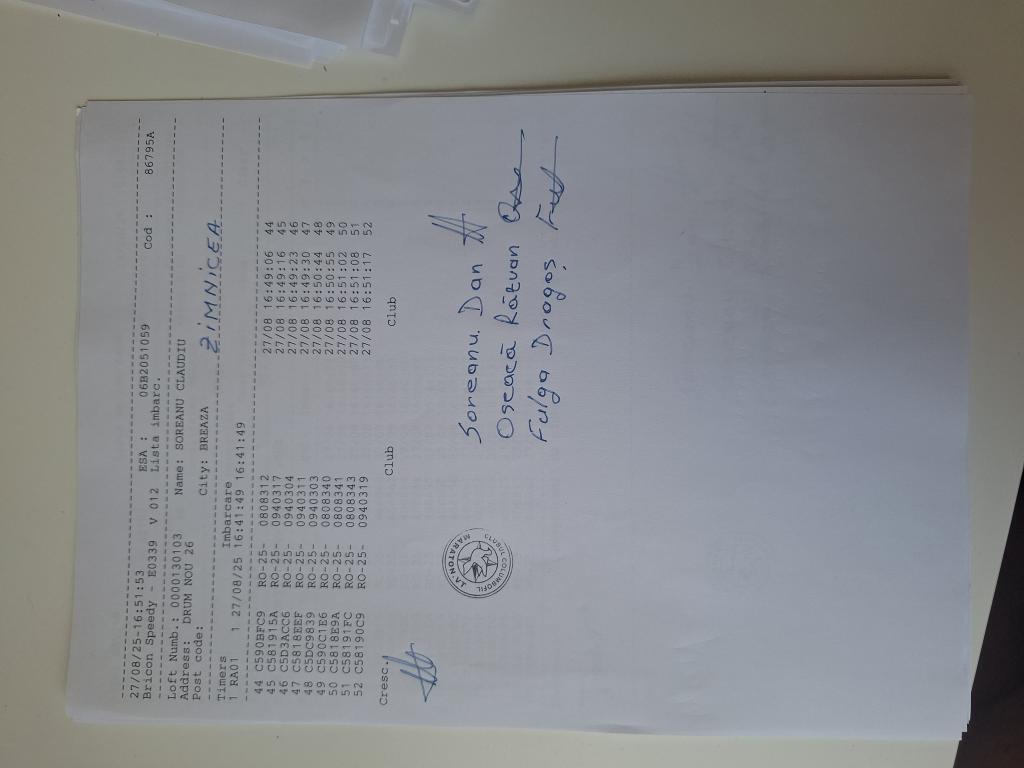 27/08/25-16:51:53 ESA : 06B2051059 Cod : 86795A
Bricon Speedy - E0339 V 012 Lista imbarc.
Loft Numb.: 0000130103 Name: SOREANU CLAUDIU
Address: DRUM NOU 26
Post code: City: BREAZA ZIMNICEA
Timers Imbarcare
1 RA01 1 27/08/25 16:41:49 16:41:49
44 C590BFC9 RO-25- 0808312 27/08 16:49:06 44
45 C581915A RO-25- 0940317 27/08 16:49:16 45
46 C5D3ACC6 RO-25- 0940304 27/08 16:49:23 46
47 C5818EEF RO-25- 0940311 27/08 16:49:30 47
48 C5DC9839 RO-25- 0940303 27/08 16:50:44 48
49 C590C1E6 RO-25- 0808340 27/08 16:50:55 49
50 C5818E9A RO-25- 0808341 27/08 16:51:02 50
51 C58191FC RO-25- 0808343 27/08 16:51:08 51
52 C58190C9 RO-25- 0940319 27/08 16:51:17 52
Cresc. Club Club
Soreanu Dan
Oseacă Răzvan
Fulga Dragoș
CLUBUL COLUMBOFIL
MARATON V.T.